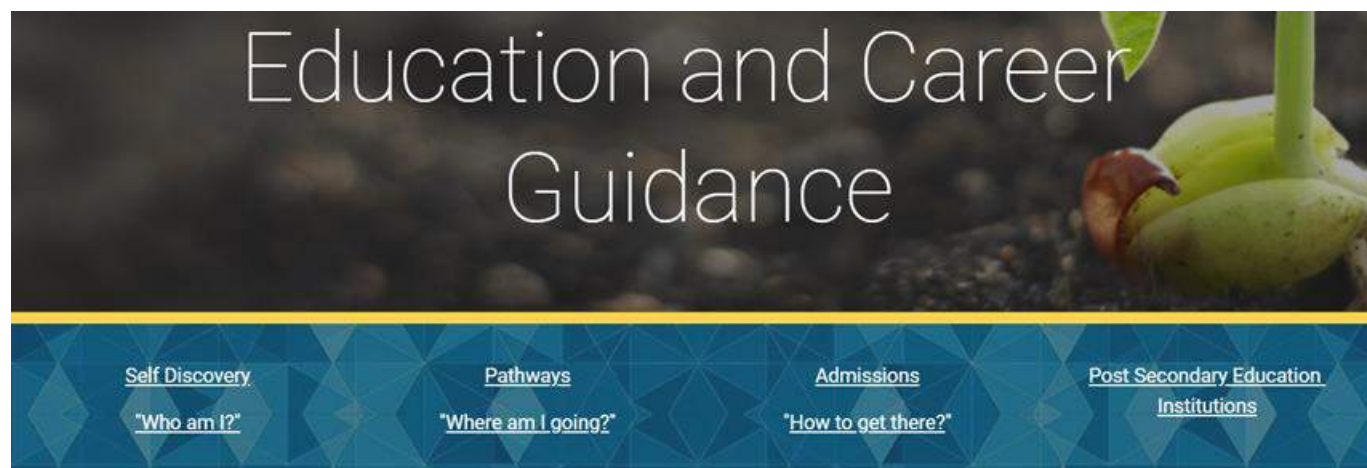 Education and Career
Guidance
Self Discovery
"Who am I?"
Pathways
"Where am I going?"
Admissions
"How to get there?"
Post Secondary Education
Institutions